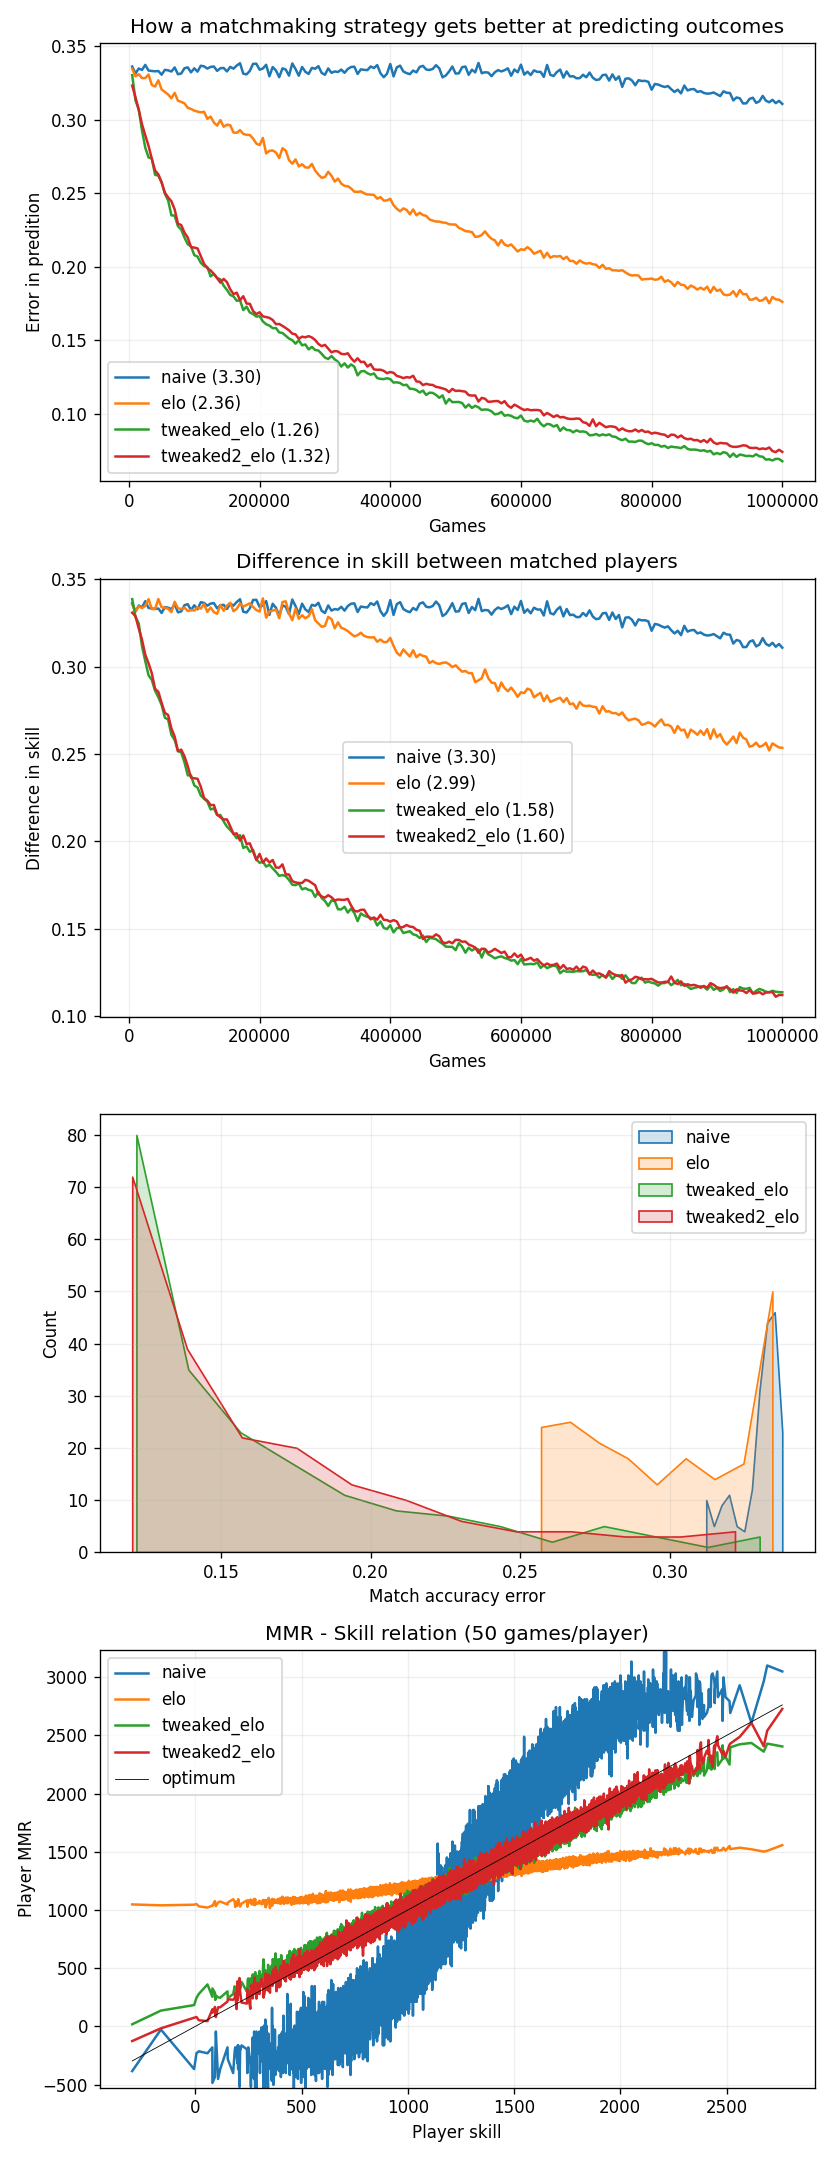 How a matchmaking strategy gets better at predicting outcomes
0.35
0.30
0.25
0.20
0.15
0.10
Error in predition
naive (3.30)
elo (2.36)
tweaked_elo (1.26)
tweaked2_elo (1.32)
0 200000 400000 600000 800000 1000000
Games
Difference in skill between matched players
0.35
0.30
0.25
0.20
0.15
0.10
Difference in skill
naive (3.30)
elo (2.99)
tweaked_elo (1.58)
tweaked2_elo (1.60)
0 200000 400000 600000 800000 1000000
Games
80
70
60
50
40
30
20
10
0
Count
naive
elo
tweaked_elo
tweaked2_elo
0.15 0.20 0.25 0.30
Match accuracy error
MMR - Skill relation (50 games/player)
3000
2500
2000
1500
1000
500
0
−500
Player MMR
naive
elo
tweaked_elo
tweaked2_elo
optimum
0 500 1000 1500 2000 2500
Player skill